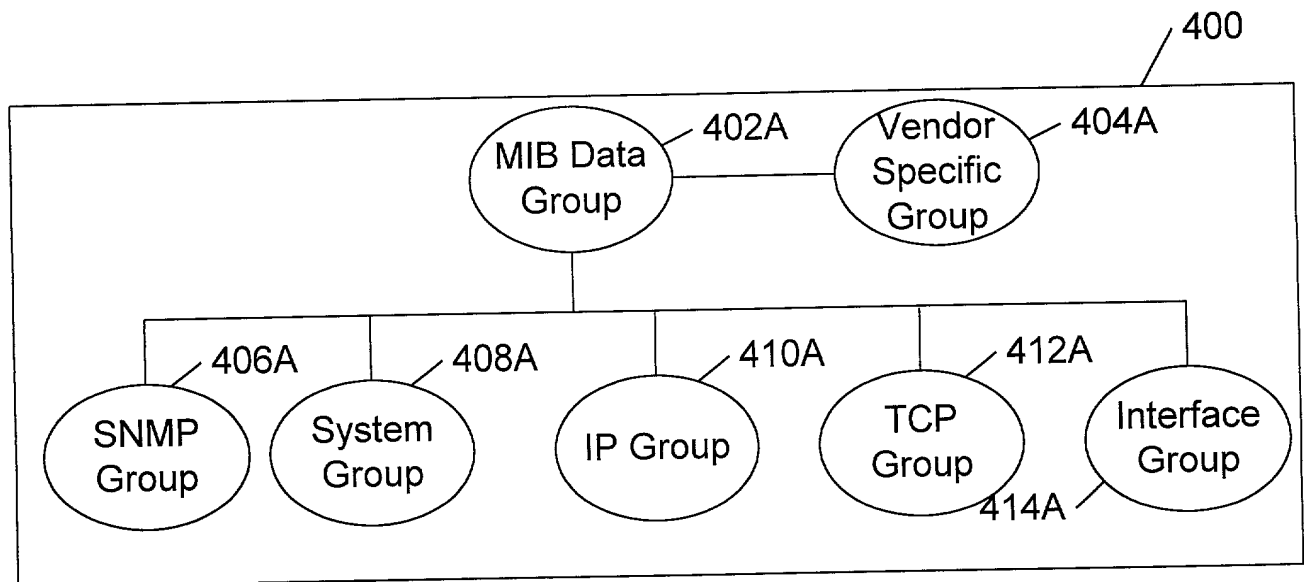 400
MIB Data
Group
402A
Vendor
Specific
Group
404A
SNMP
Group
406A
System
Group
408A
IP Group
410A
TCP
Group
412A
Interface
Group
414A